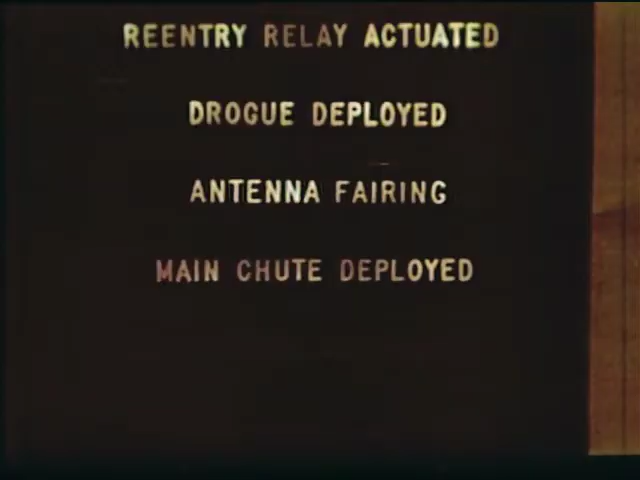 REENTRY RELAY ACTUATED
DROGUE DEPLOYED
ANTENNA FAIRING
MAIN CHUTE DEPLOYED